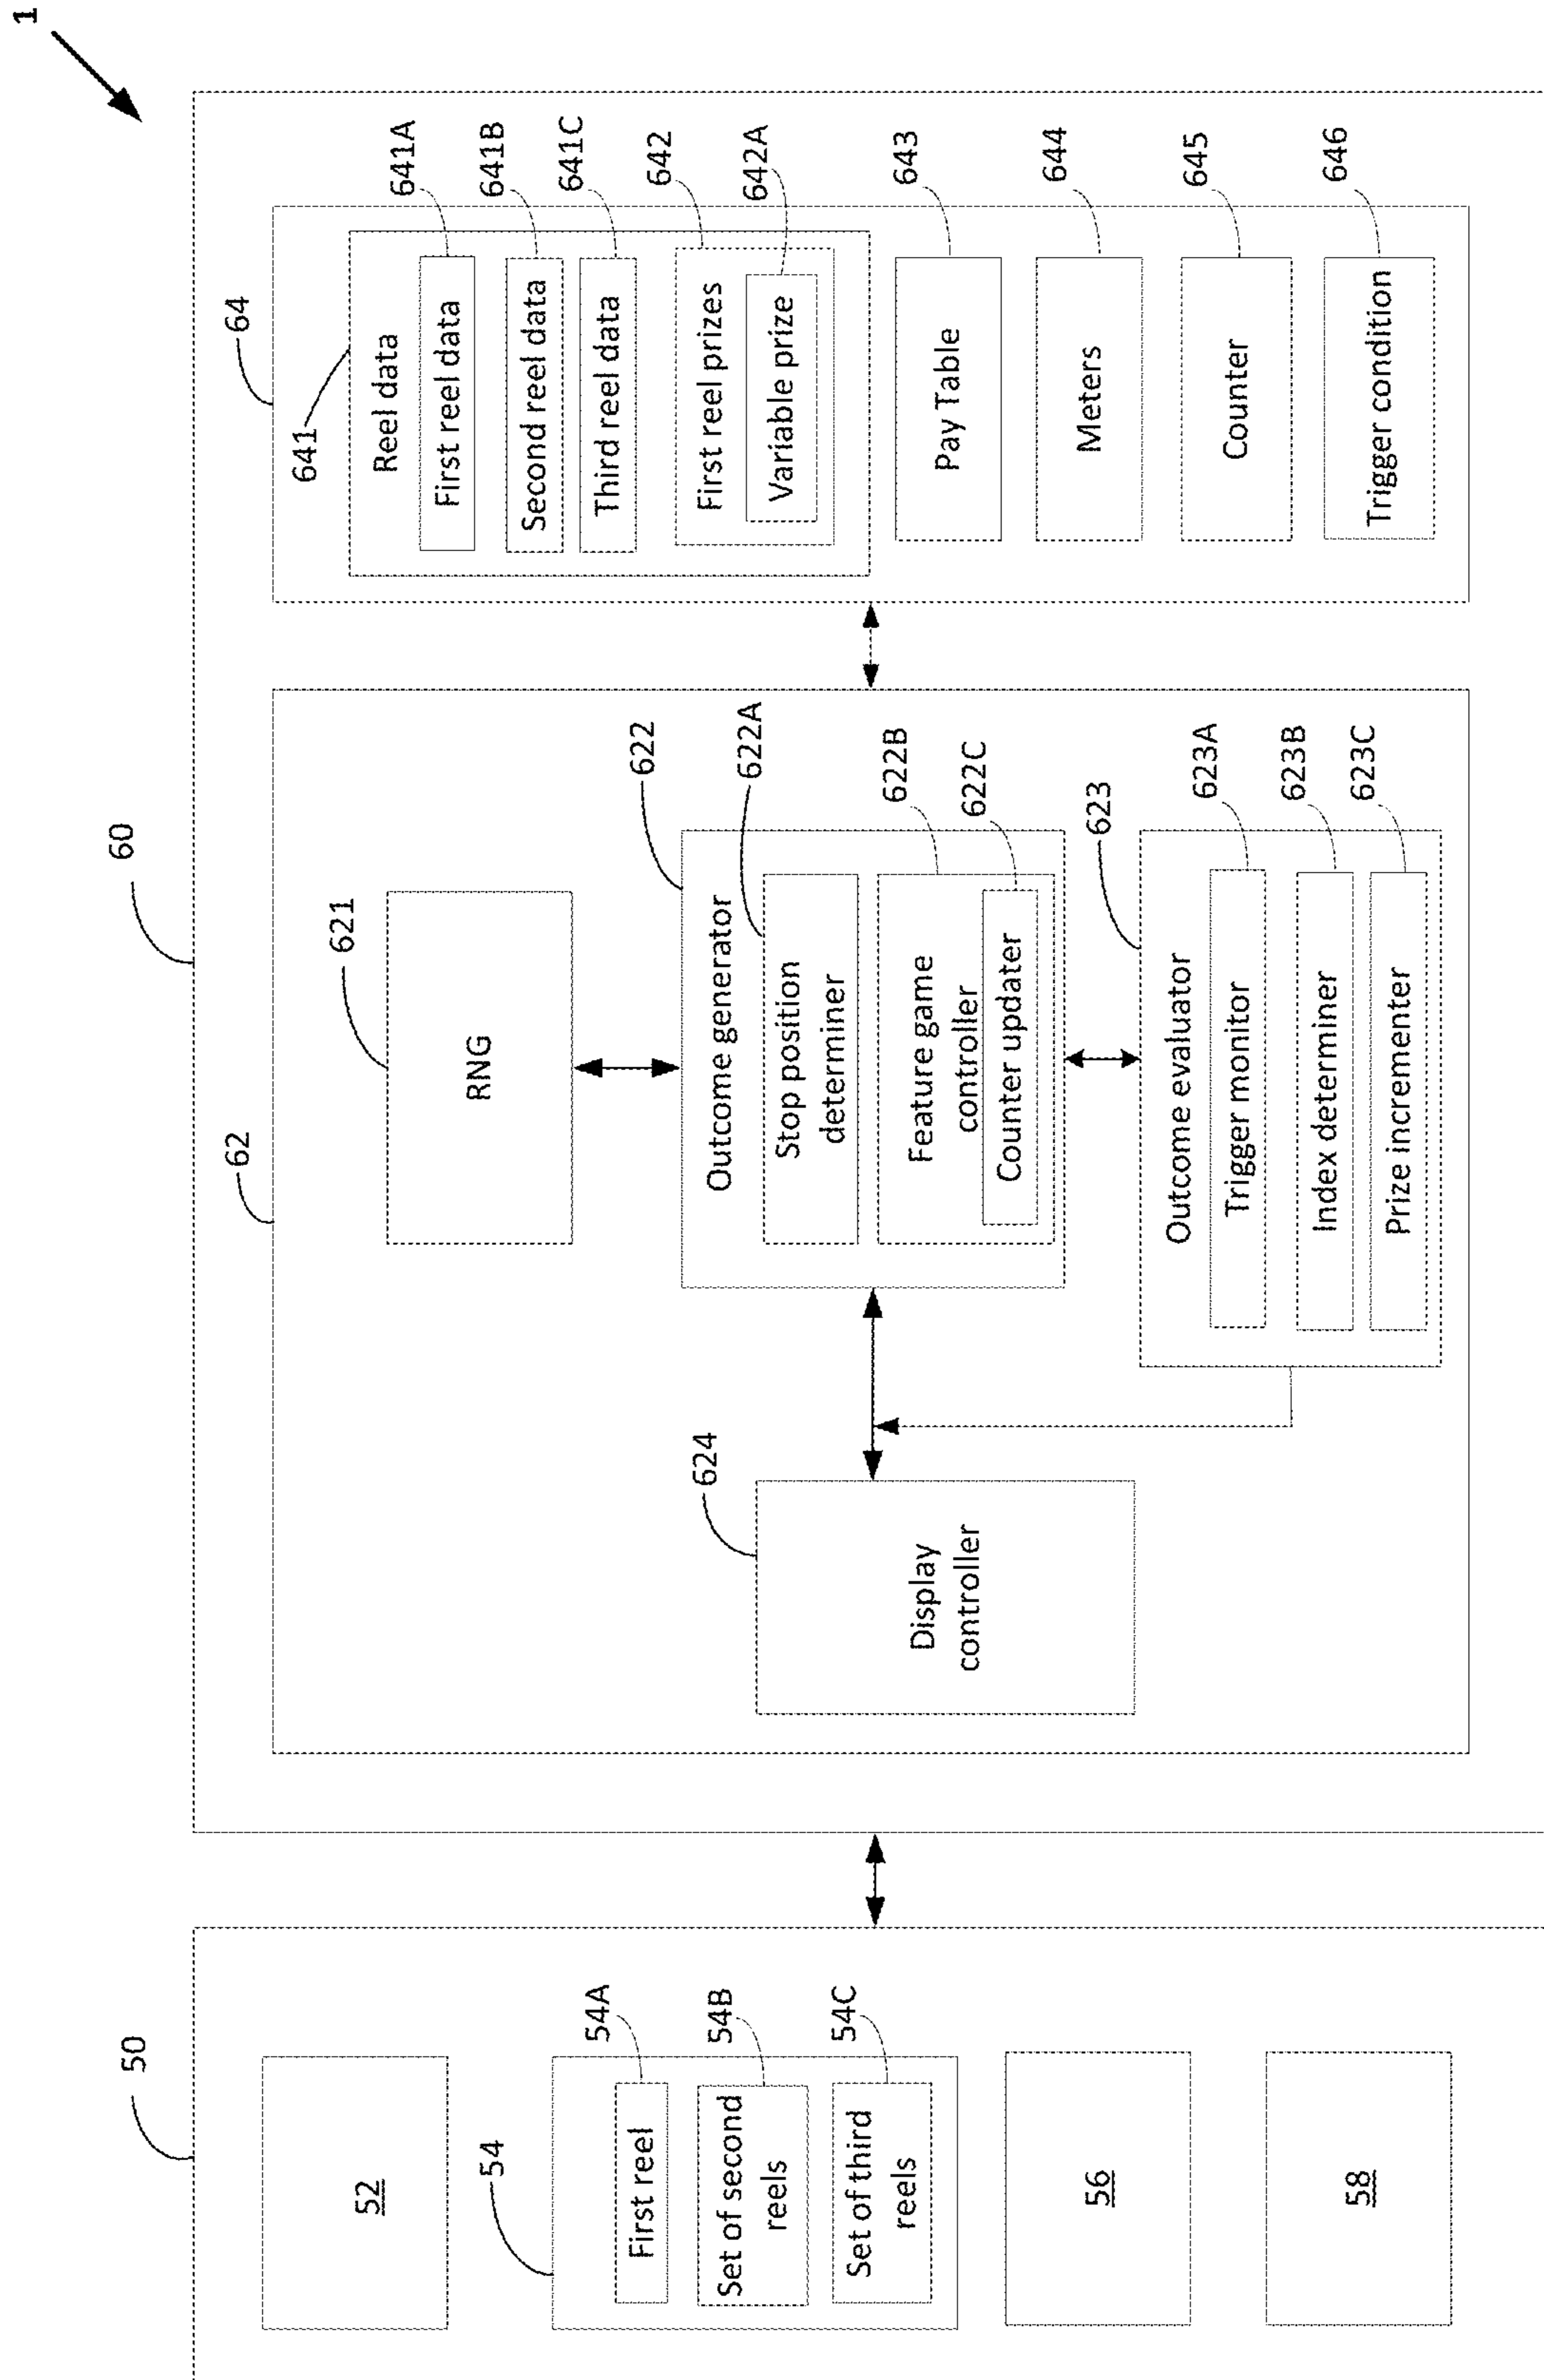 1
60
62
64
621
RNG
622
Outcome generator
622A
Stop position
determiner
622B
Feature game
controller
622C
Counter updater
623
Outcome evaluator
623A
Trigger monitor
623B
Index determiner
623C
Prize incrementer
624
Display
controller
641
Reel data
641A
First reel data
641B
Second reel data
641C
Third reel data
642
First reel prizes
642A
Variable prize
643
Pay Table
644
Meters
645
Counter
646
Trigger condition
50
52
54
54A
First reel
54B
Set of second
reels
54C
Set of third
reels
56
58